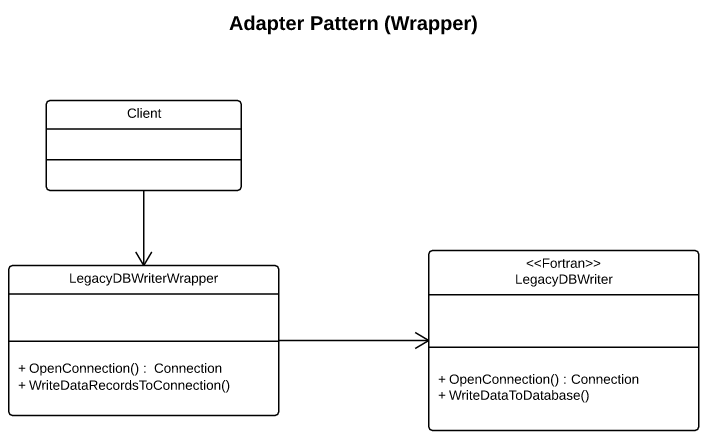 Adapter Pattern (Wrapper)
Client
LegacyDBWriterWrapper
+ OpenConnection() : Connection
+ WriteDataRecordsToConnection()
<<Fortran>>
LegacyDBWriter
+ OpenConnection() : Connection
+ WriteDataToDatabase()